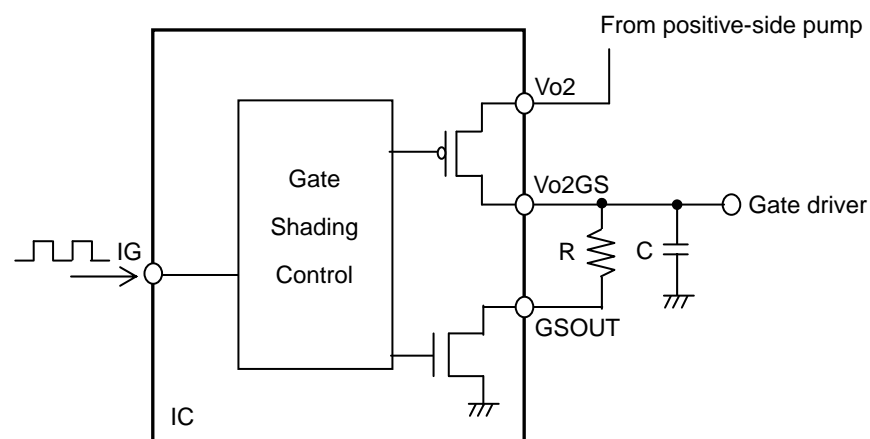 From positive-side pump
Vo2
Gate
Shading
Control
Vo2GS
Gate driver
IG
R
C
GSOUT
IC